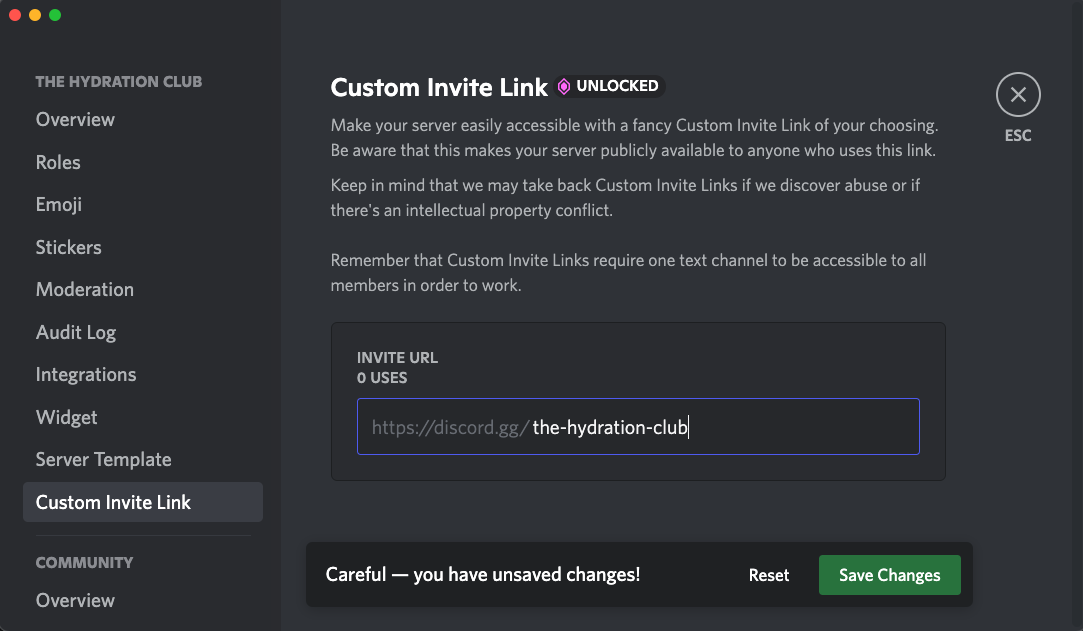 THE HYDRATION CLUB
Overview
Roles
Emoji
Stickers
Moderation
Audit Log
Integrations
Widget
Server Template
Custom Invite Link
COMMUNITY
Overview
Custom Invite Link UNLOCKED
Make your server easily accessible with a fancy Custom Invite Link of your choosing.
Be aware that this makes your server publicly available to anyone who uses this link.
Keep in mind that we may take back Custom Invite Links if we discover abuse or if
there's an intellectual property conflict.
Remember that Custom Invite Links require one text channel to be accessible to all
members in order to work.
INVITE URL
0 USES
https://discord.gg/the-hydration-club
Careful — you have unsaved changes! Reset Save Changes
ESC